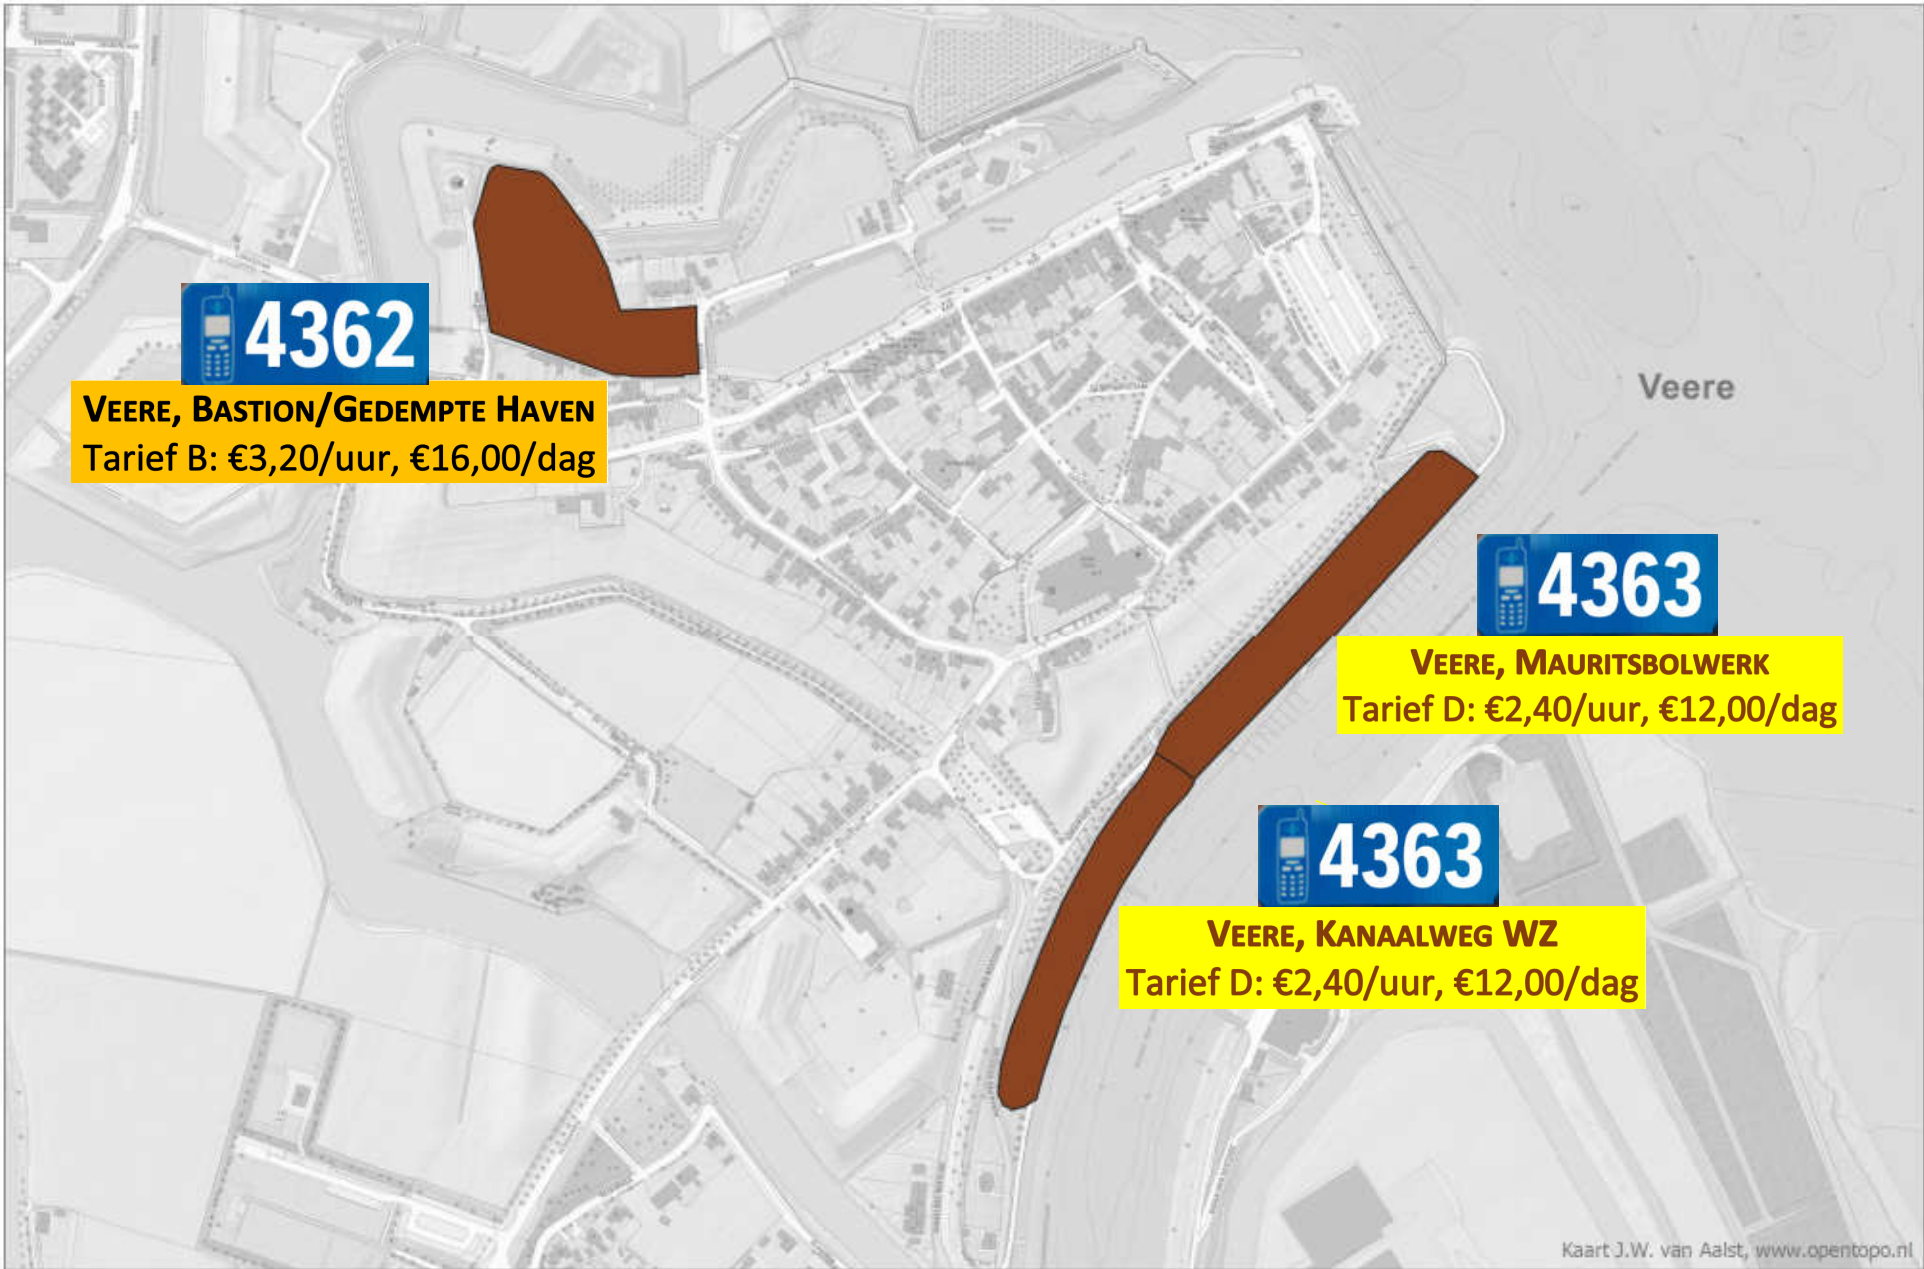 4362
VEERE, BASTION/GEDEMPTE HAVEN
Tarief B: €3,20/uur, €16,00/dag
Veere
4363
VEERE, MAURITSBOLWERK
Tarief D: €2,40/uur, €12,00/dag
4363
VEERE, KANAALWEG WZ
Tarief D: €2,40/uur, €12,00/dag
Kaart J.W. van Aalst, www.opentopo.nl